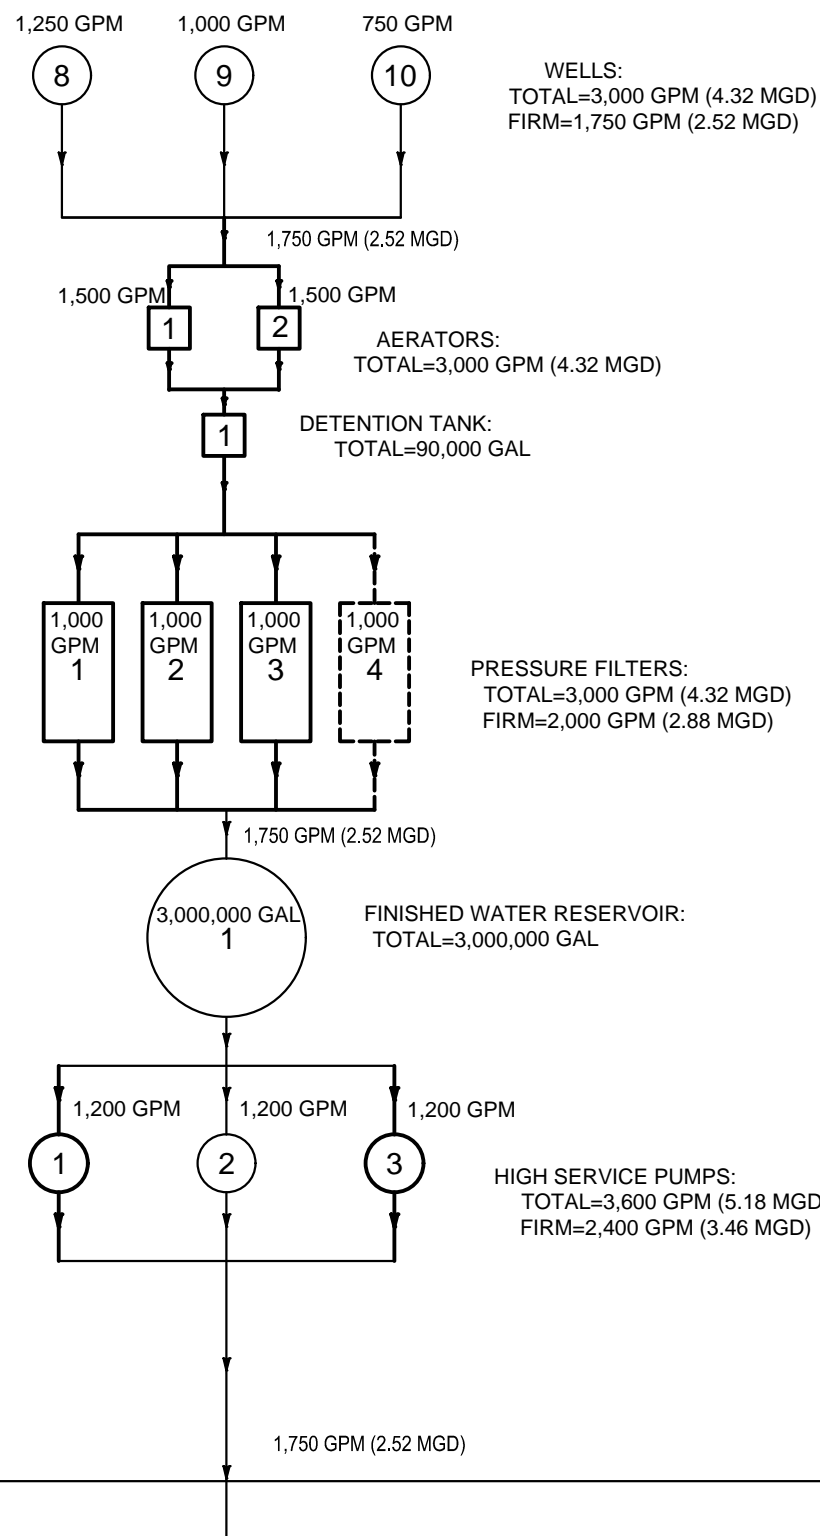 1,250 GPM
1,000 GPM
750 GPM
8
9
10
WELLS:
TOTAL=3,000 GPM (4.32 MGD)
FIRM=1,750 GPM (2.52 MGD)
1,750 GPM (2.52 MGD)
1,500 GPM
1,500 GPM
1
2
AERATORS:
TOTAL=3,000 GPM (4.32 MGD)
1
DETENTION TANK:
TOTAL=90,000 GAL
1,000
GPM
1
1,000
GPM
2
1,000
GPM
3
1,000
GPM
4
PRESSURE FILTERS:
TOTAL=3,000 GPM (4.32 MGD)
FIRM=2,000 GPM (2.88 MGD)
1,750 GPM (2.52 MGD)
3,000,000 GAL
1
FINISHED WATER RESERVOIR:
TOTAL=3,000,000 GAL
1,200 GPM
1,200 GPM
1,200 GPM
1
2
3
HIGH SERVICE PUMPS:
TOTAL=3,600 GPM (5.18 MGD
FIRM=2,400 GPM (3.46 MGD)
1,750 GPM (2.52 MGD)